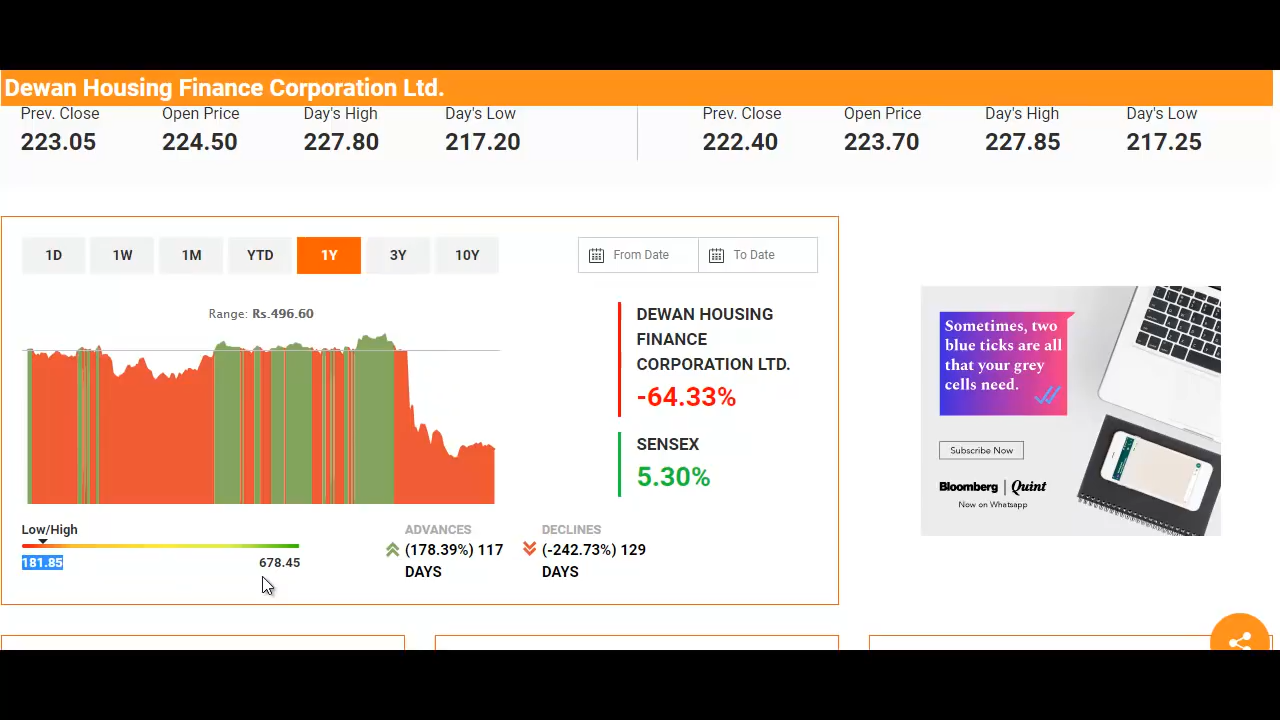 Dewan Housing Finance Corporation Ltd.
Prev. Close Open Price Day's High Day's Low Prev. Close Open Price Day's High Day's Low
223.05 224.50 227.80 217.20 222.40 223.70 227.85 217.25
1D 1W 1M YTD 1Y 3Y 10Y From Date To Date
Range: Rs.496.60
DEWAN HOUSING
FINANCE
CORPORATION LTD.
-64.33%
SENSEX
5.30%
Low/High
181.85 678.45
ADVANCES
(178.39%) 117
DAYS
DECLINES
(-242.73%) 129
DAYS
Sometimes, two
blue ticks are all
that your grey
cells need.
Subscribe Now
Bloomberg | Quint
Now on Whatsapp